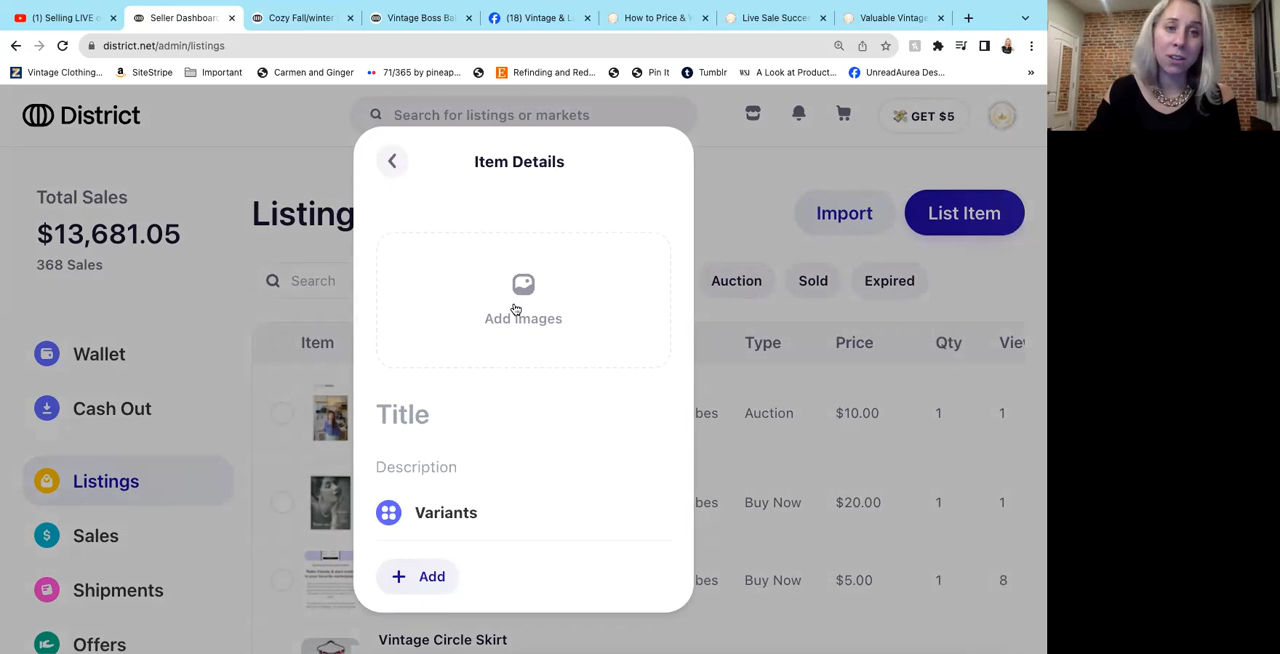 (1) Selling LIVE o
Seller Dashboard
Cozy Fall/winter
Vintage Boss Ba
(18) Vintage & L
How to Price &
Live Sale Succe
Valuable Vintage
district.net/admin/listings
Vintage Clothing...
SiteStripe
Important
Carmen and Ginger
71/365 by pineap...
Refinding and Red...
Pin It
Tumblr
WSJ
A Look at Product...
UnreadAurea Des...
»
District
Search for listings or markets
GET $5
Item Details
Total Sales
$13,681.05
368 Sales
Listing
Import
List Item
Add images
Search
Auction
Sold
Expired
Item
Type
Price
Qty
Vie
Wallet
Cash Out
Listings
Sales
Shipments
Offers
Title
Description
Variants
+ Add
bes
Auction
$10.00
1
1
bes
Buy Now
$20.00
1
1
bes
Buy Now
$5.00
1
8
Vintage Circle Skirt